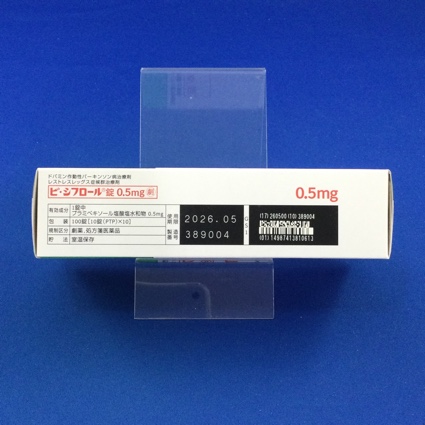 ドパミン作動性パーキンソン病治療剤
レストレスレッグス症候群治療剤
ビ・シフロール®錠 0.5mg 劇
0.5mg
有効成分 1錠中 プラミペキソール塩酸塩水和物 0.5mg
包装 100錠[10錠(PTP)×10]
規制区分 劇薬、処方箋医薬品
貯法 室温保存
使用期限 2026.05
製造番号 389004
GS1
(17) 260500 (10) 389004
(01) 14987413810613